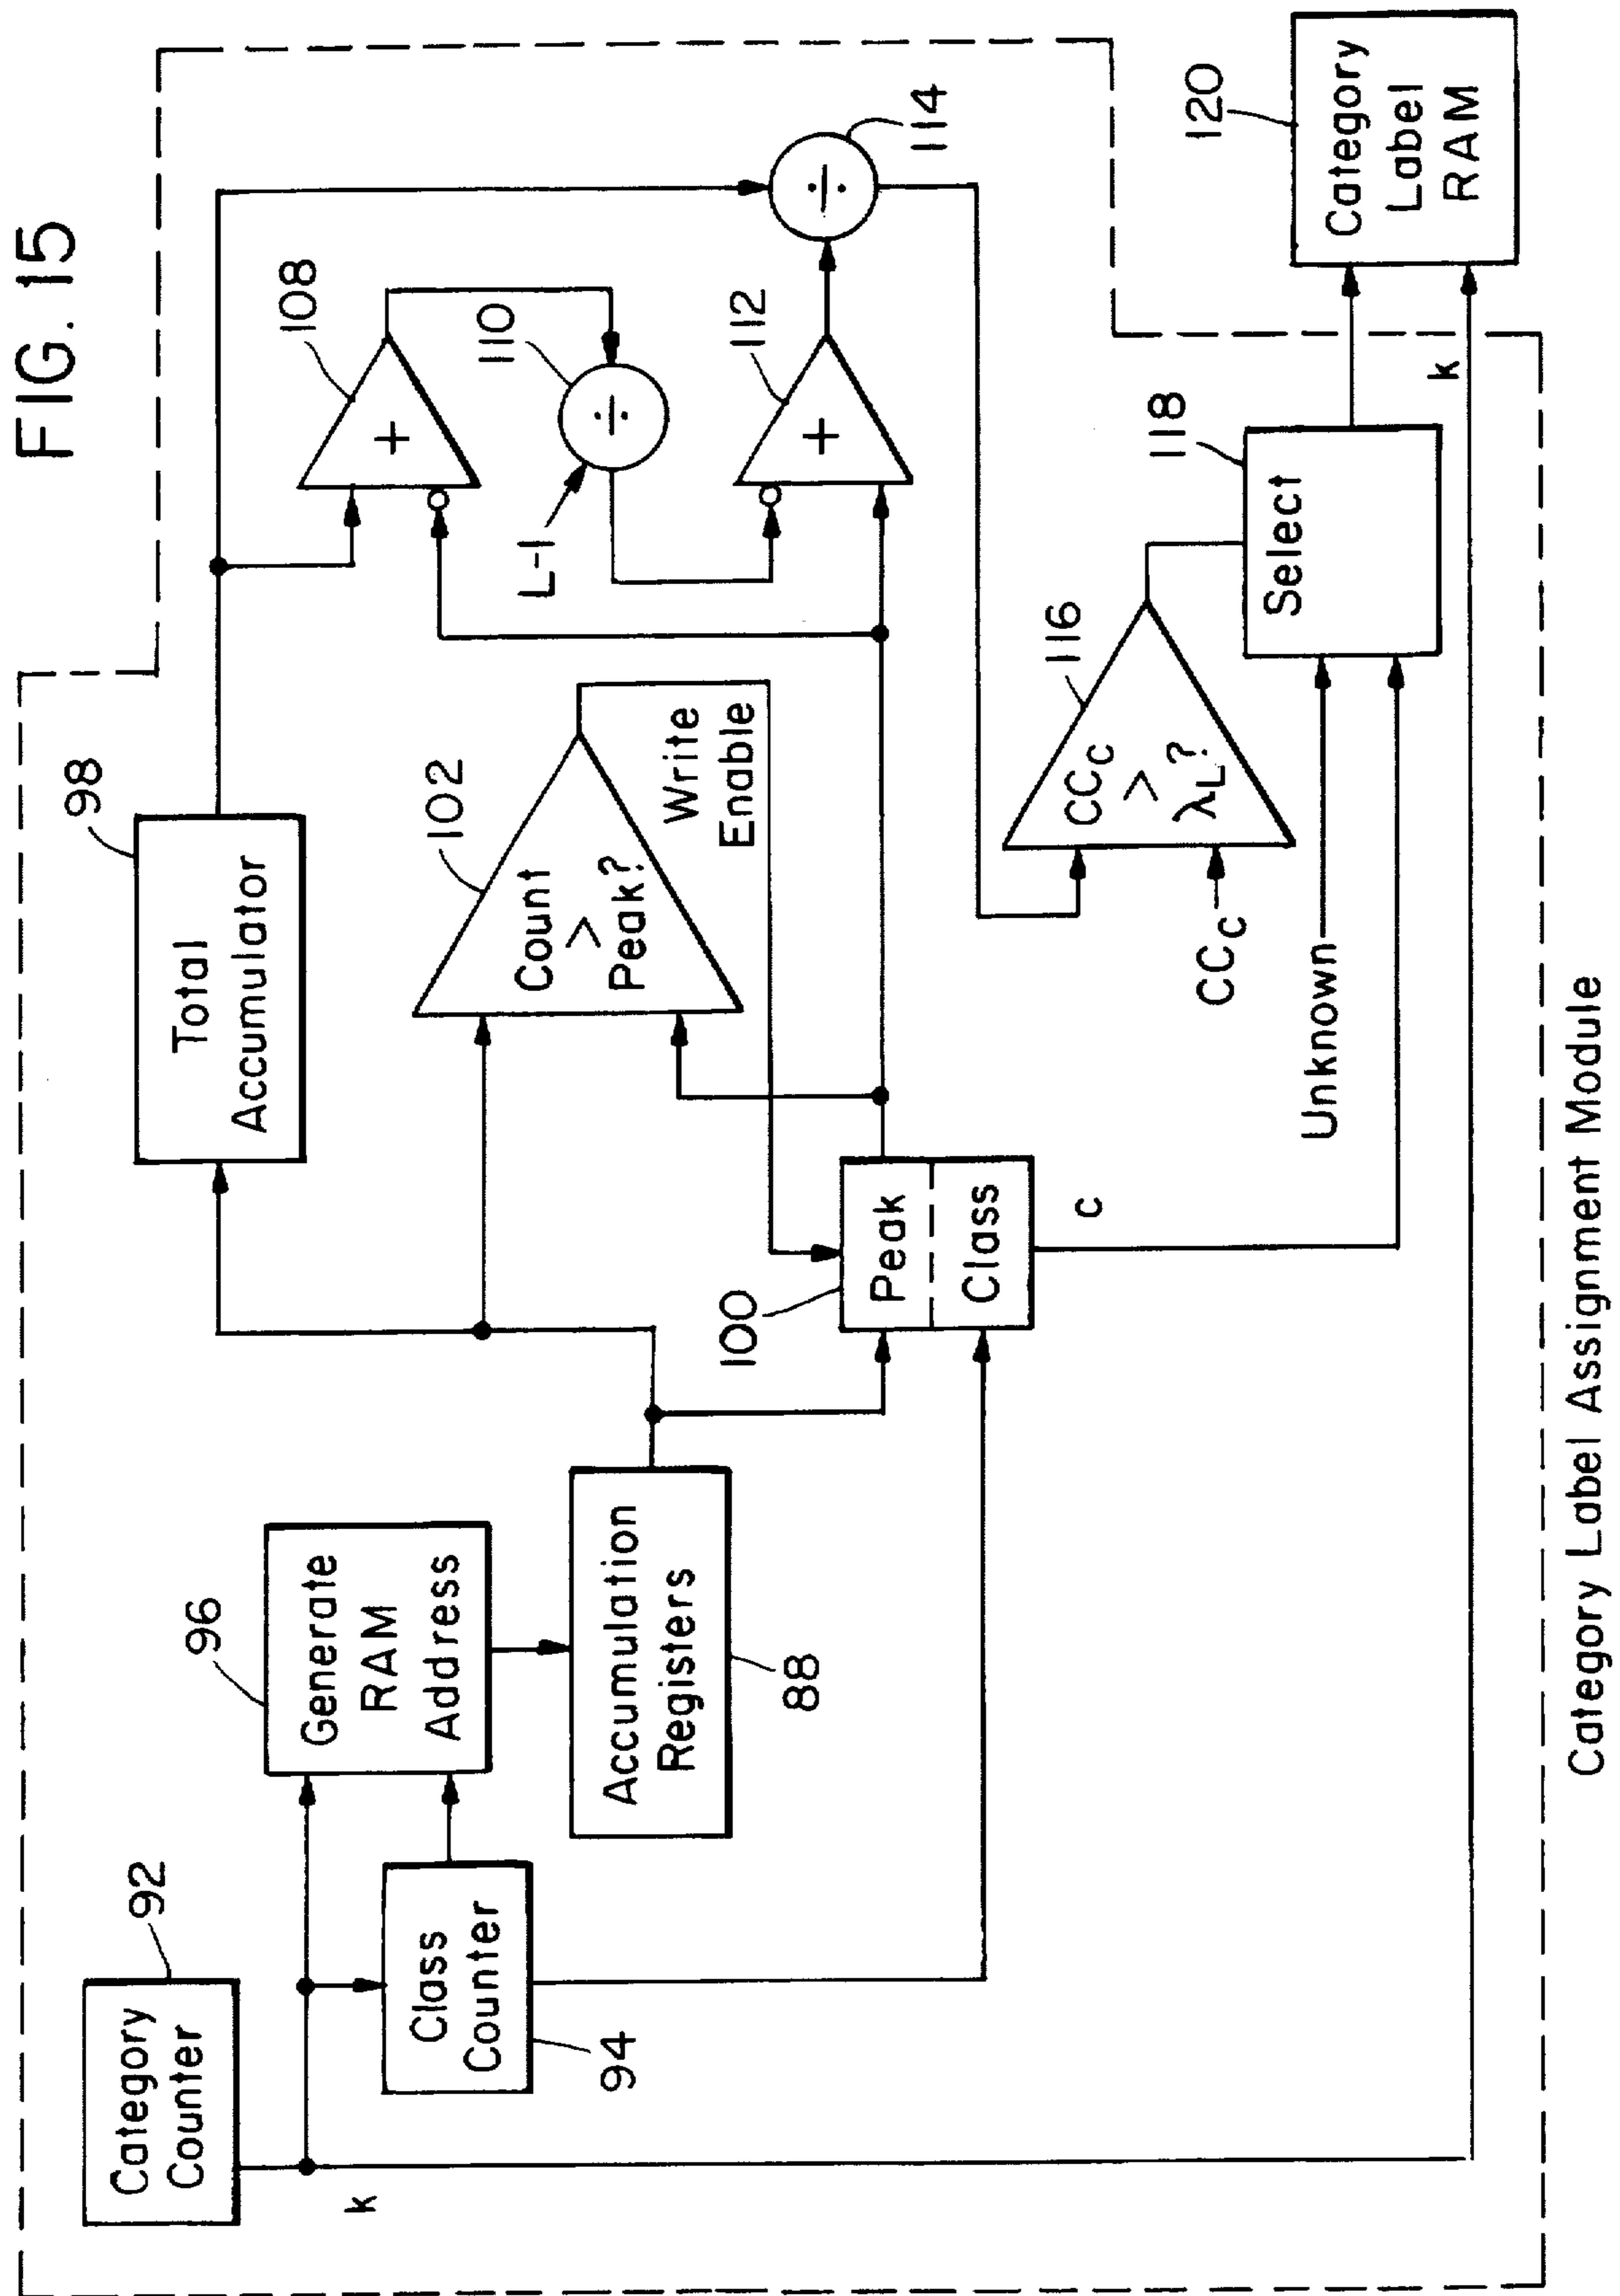 FIG. 15
92
Category
Counter
k
Class
Counter
94
96
Generate
RAM
Address
Accumulation
Registers
88
98
Total
Accumulator
102
Count
>
Peak?
Write
Enable
100
Peak
Class
C
108
+
110
÷
L-1
112
+
114
÷
116
CCc
>
λL?
CCc
Unknown
118
Select
k
120
Category
Label
RAM
Category Label Assignment Module